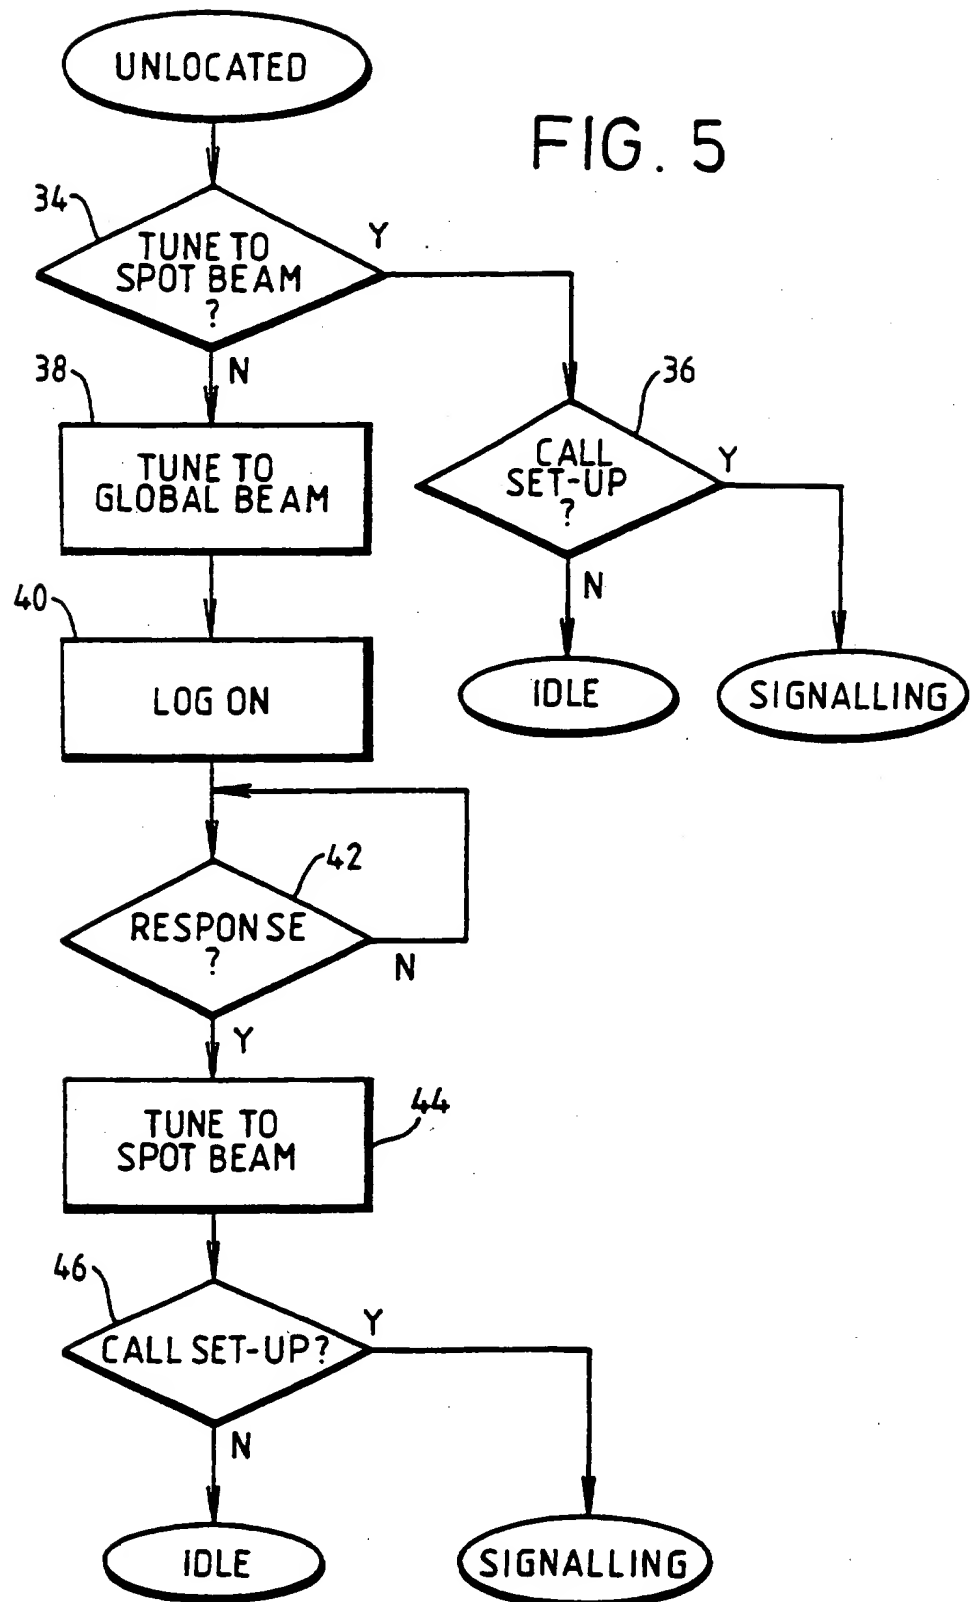 UNLOCATED
FIG. 5
34
TUNE TO
SPOT BEAM
?
Y
N
38
TUNE TO
GLOBAL BEAM
36
CALL
SET-UP
?
Y
N
IDLE
SIGNALLING
40
LOG ON
42
RESPONSE
?
N
Y
44
TUNE TO
SPOT BEAM
46
CALL SET-UP?
Y
N
IDLE
SIGNALLING